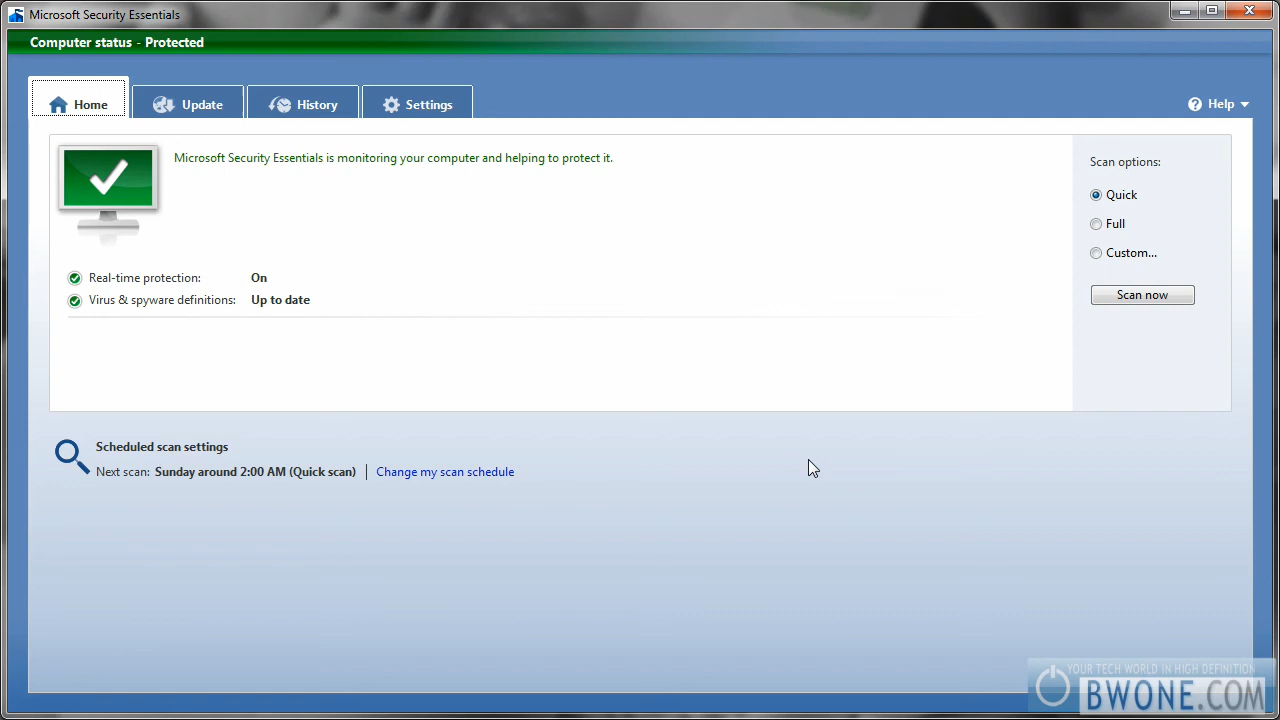 Microsoft Security Essentials
Computer status - Protected
Home
Update
History
Settings
Help
Microsoft Security Essentials is monitoring your computer and helping to protect it.
Real-time protection: On
Virus & spyware definitions: Up to date
Scan options:
Quick
Full
Custom...
Scan now
Scheduled scan settings
Next scan: Sunday around 2:00 AM (Quick scan) | Change my scan schedule
YOUR TECH WORLD IN HIGH DEFINITION
BWONE.COM